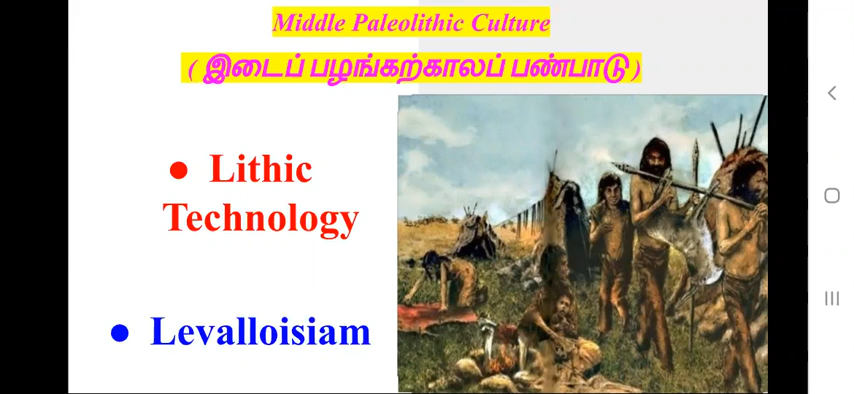 Middle Paleolithic Culture
( இடைப் பழங்கற்காலப் பண்பாடு )
● Lithic
Technology
● Levalloisiam